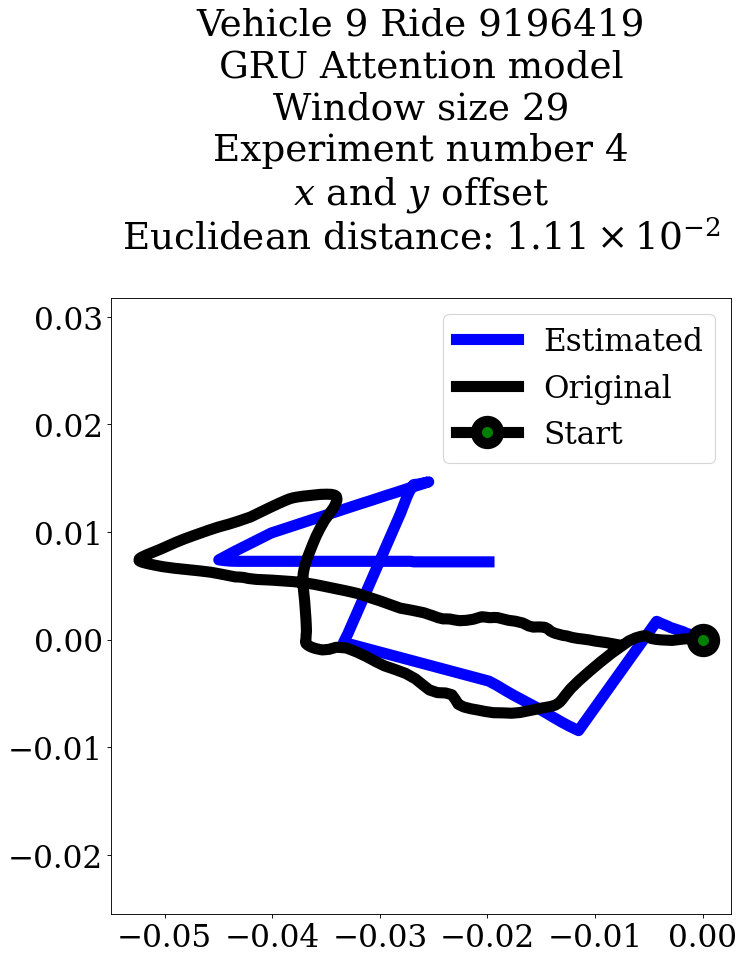 Vehicle 9 Ride 9196419
GRU Attention model
Window size 29
Experiment number 4
x and y offset
Euclidean distance: 1.11 × 10⁻²
Estimated
Original
Start
0.03
0.02
0.01
0.00
−0.01
−0.02
−0.05 −0.04 −0.03 −0.02 −0.01 0.00